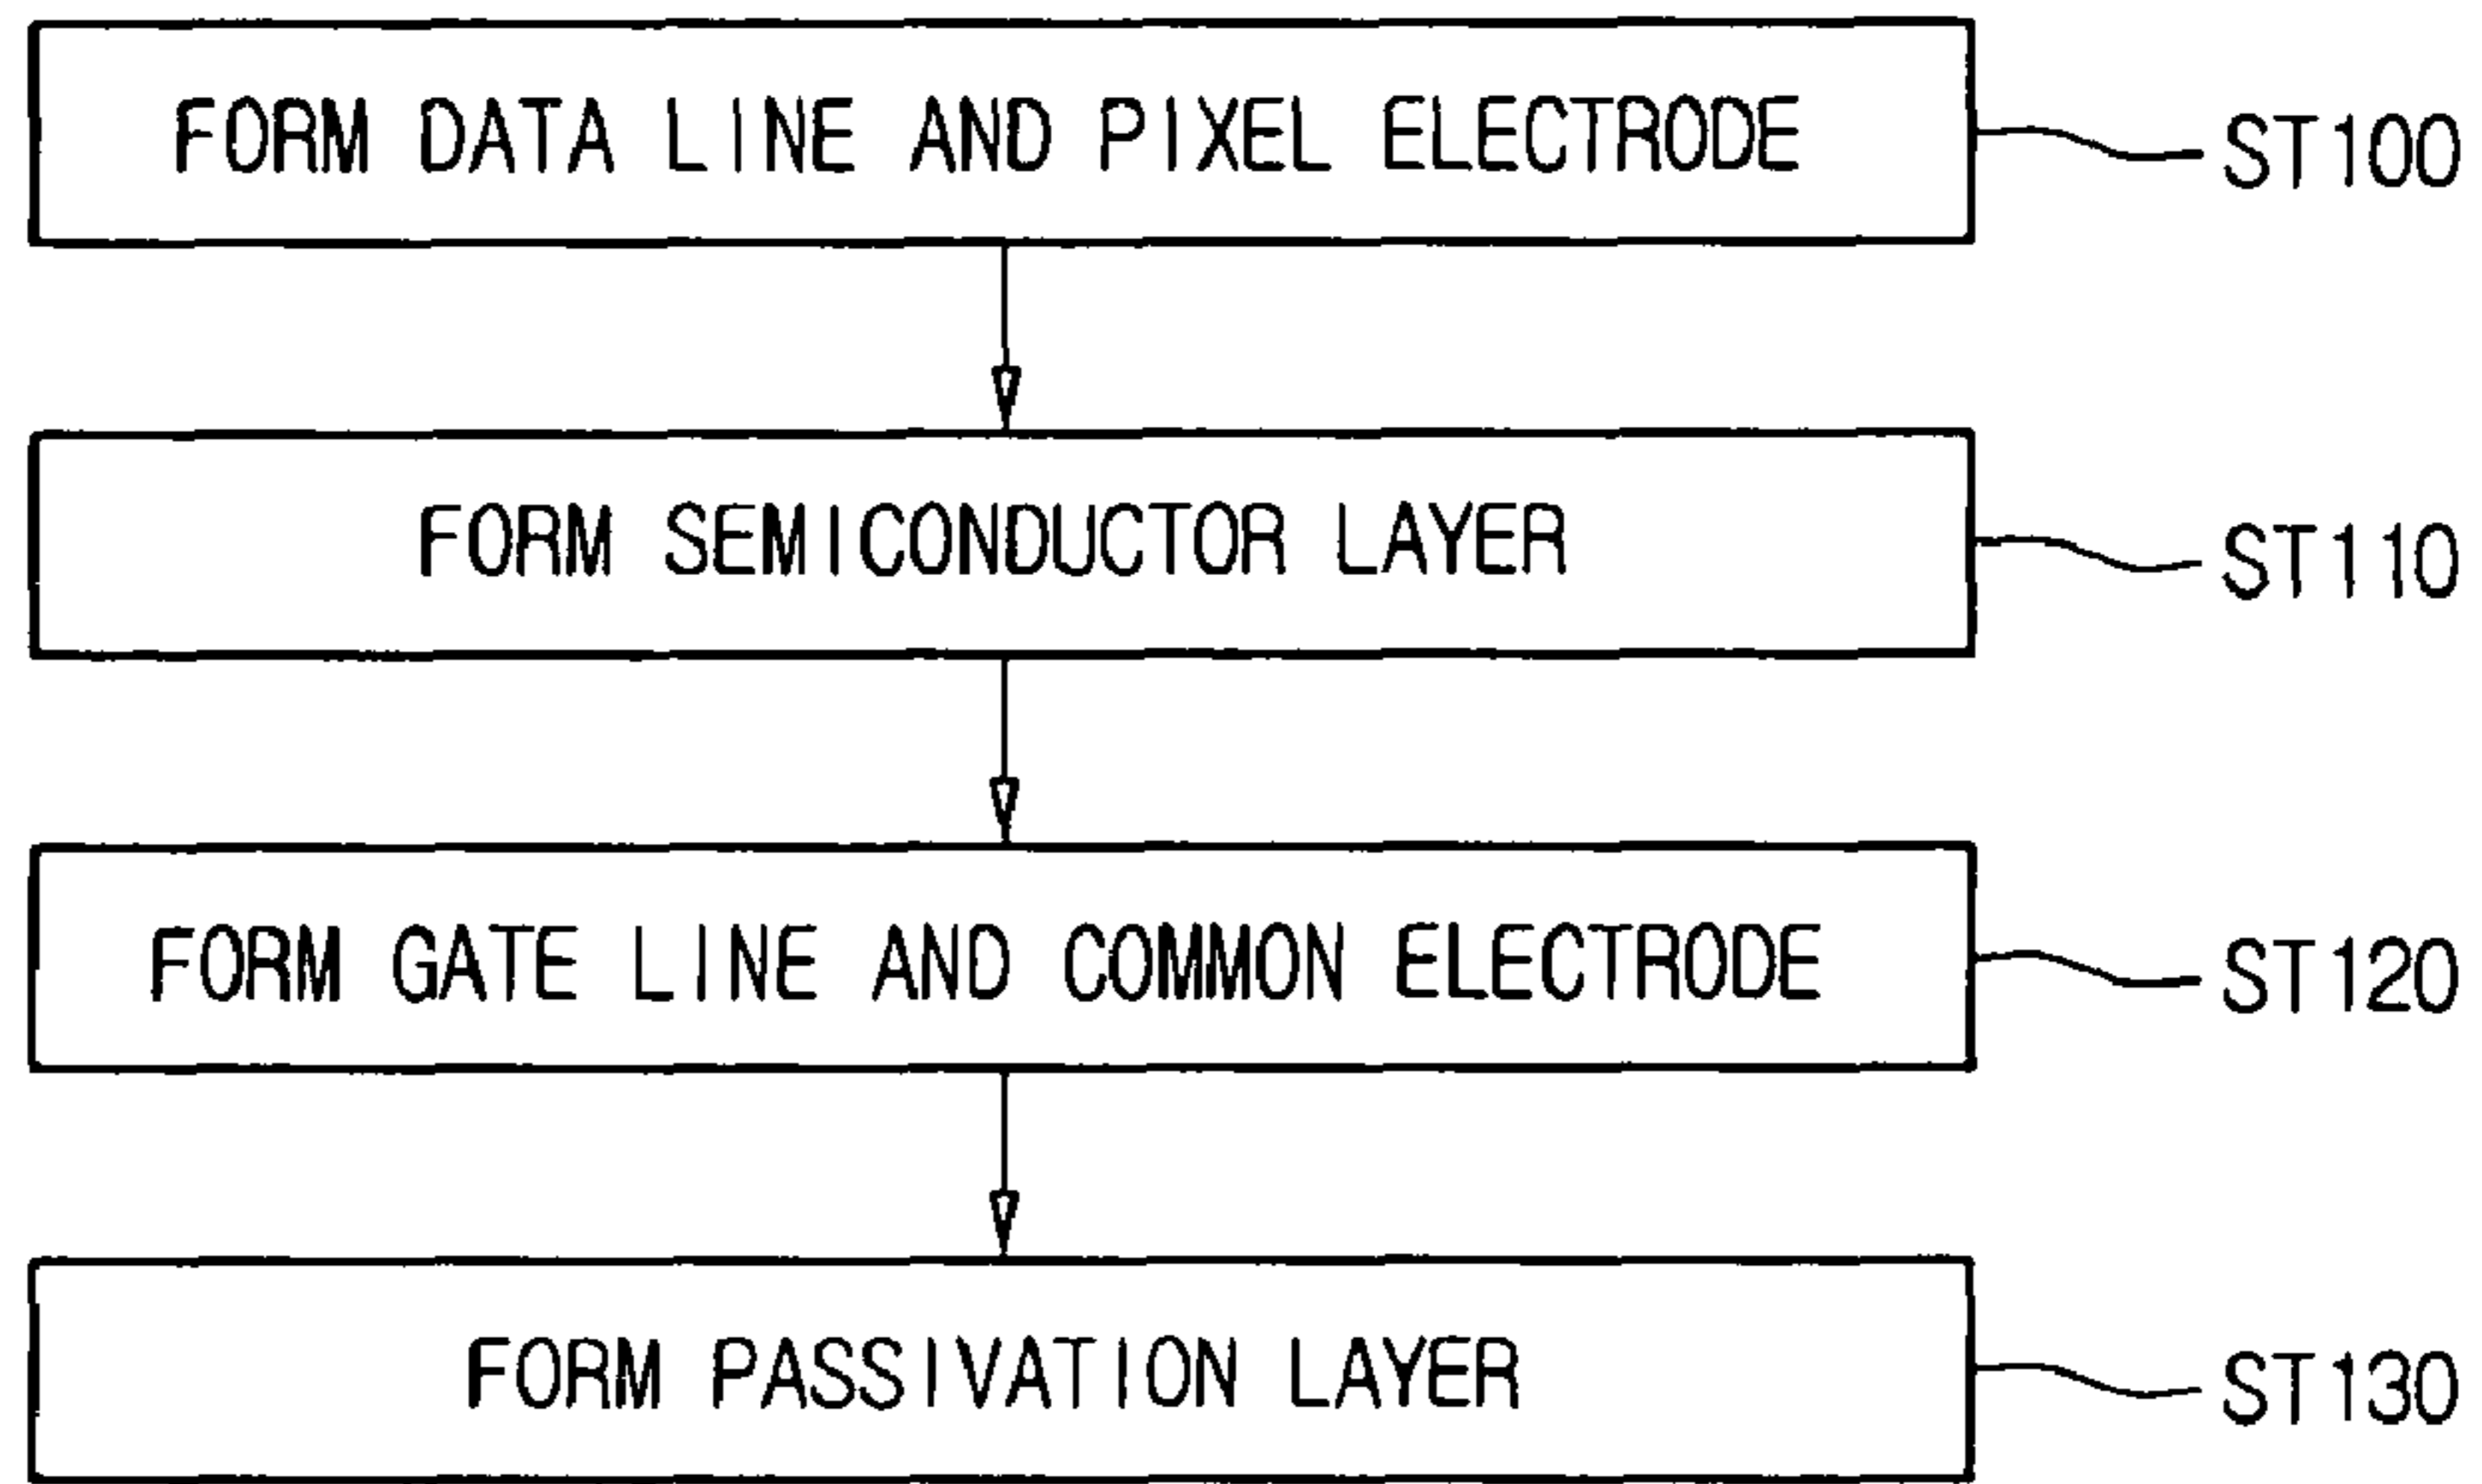 FORM DATA LINE AND PIXEL ELECTRODE
ST100
FORM SEMICONDUCTOR LAYER
ST110
FORM GATE LINE AND COMMON ELECTRODE
ST120
FORM PASSIVATION LAYER
ST130